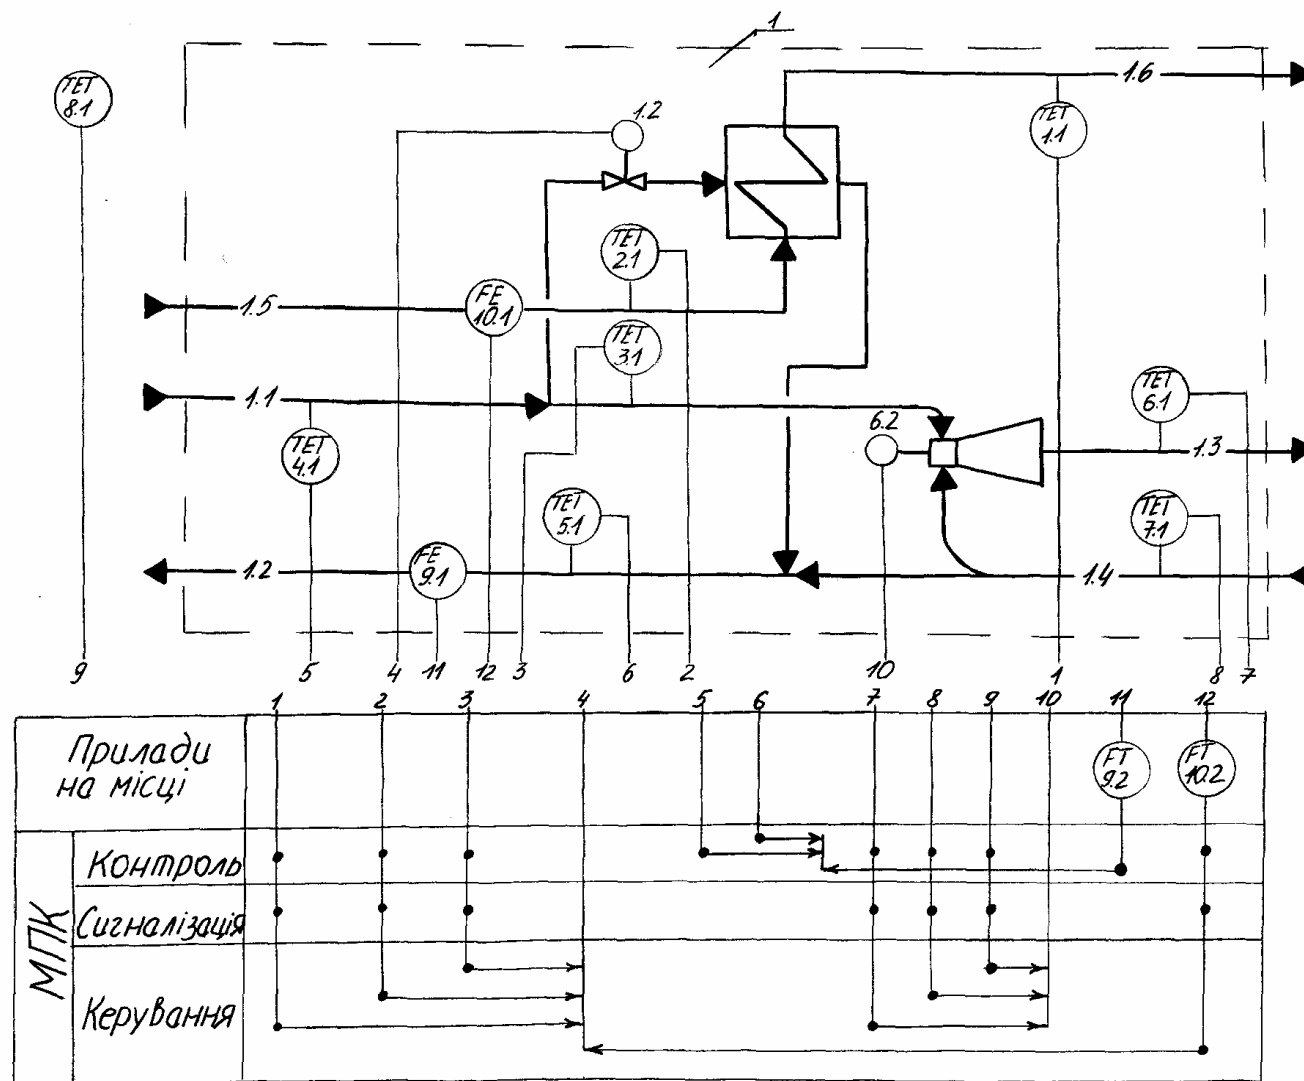 1
TET
8.1
1.6
1.2
TET
1.1
TET
2.1
1.5
FE
10.1
TET
3.1
1.1
TET
4.1
6.2
TET
6.1
1.3
TET
5.1
TET
7.1
1.2
FE
9.1
1.4
9 5 4 11 12 3 6 2 10 1 8 7
1 2 3 4 5 6 7 8 9 10 11 12
Прилади
на місці
FT
9.2
FT
10.2
МПК
Контроль
Сигналізація
Керування